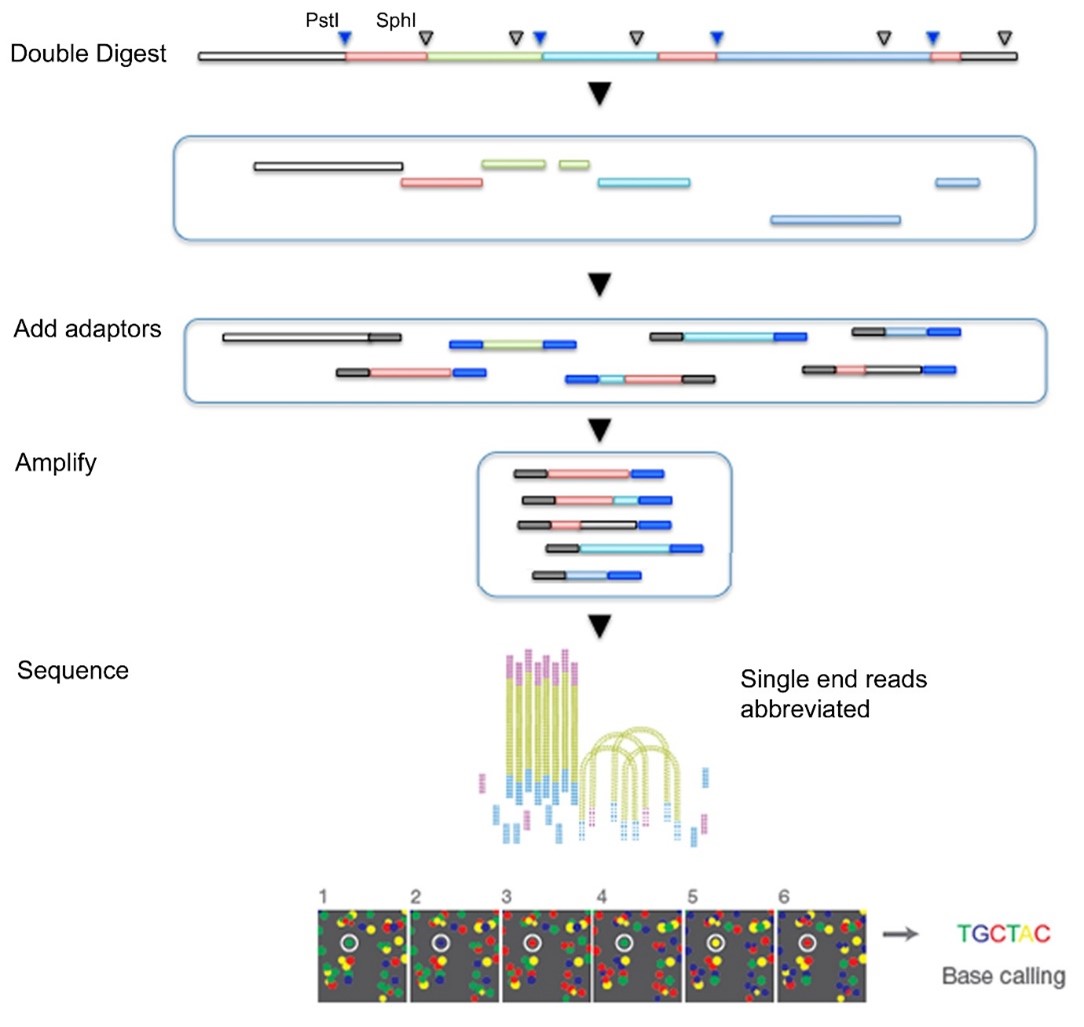 PstI SphI
Double Digest
Add adaptors
Amplify
Sequence
Single end reads
abbreviated
1 2 3 4 5 6
TGCTAC
Base calling